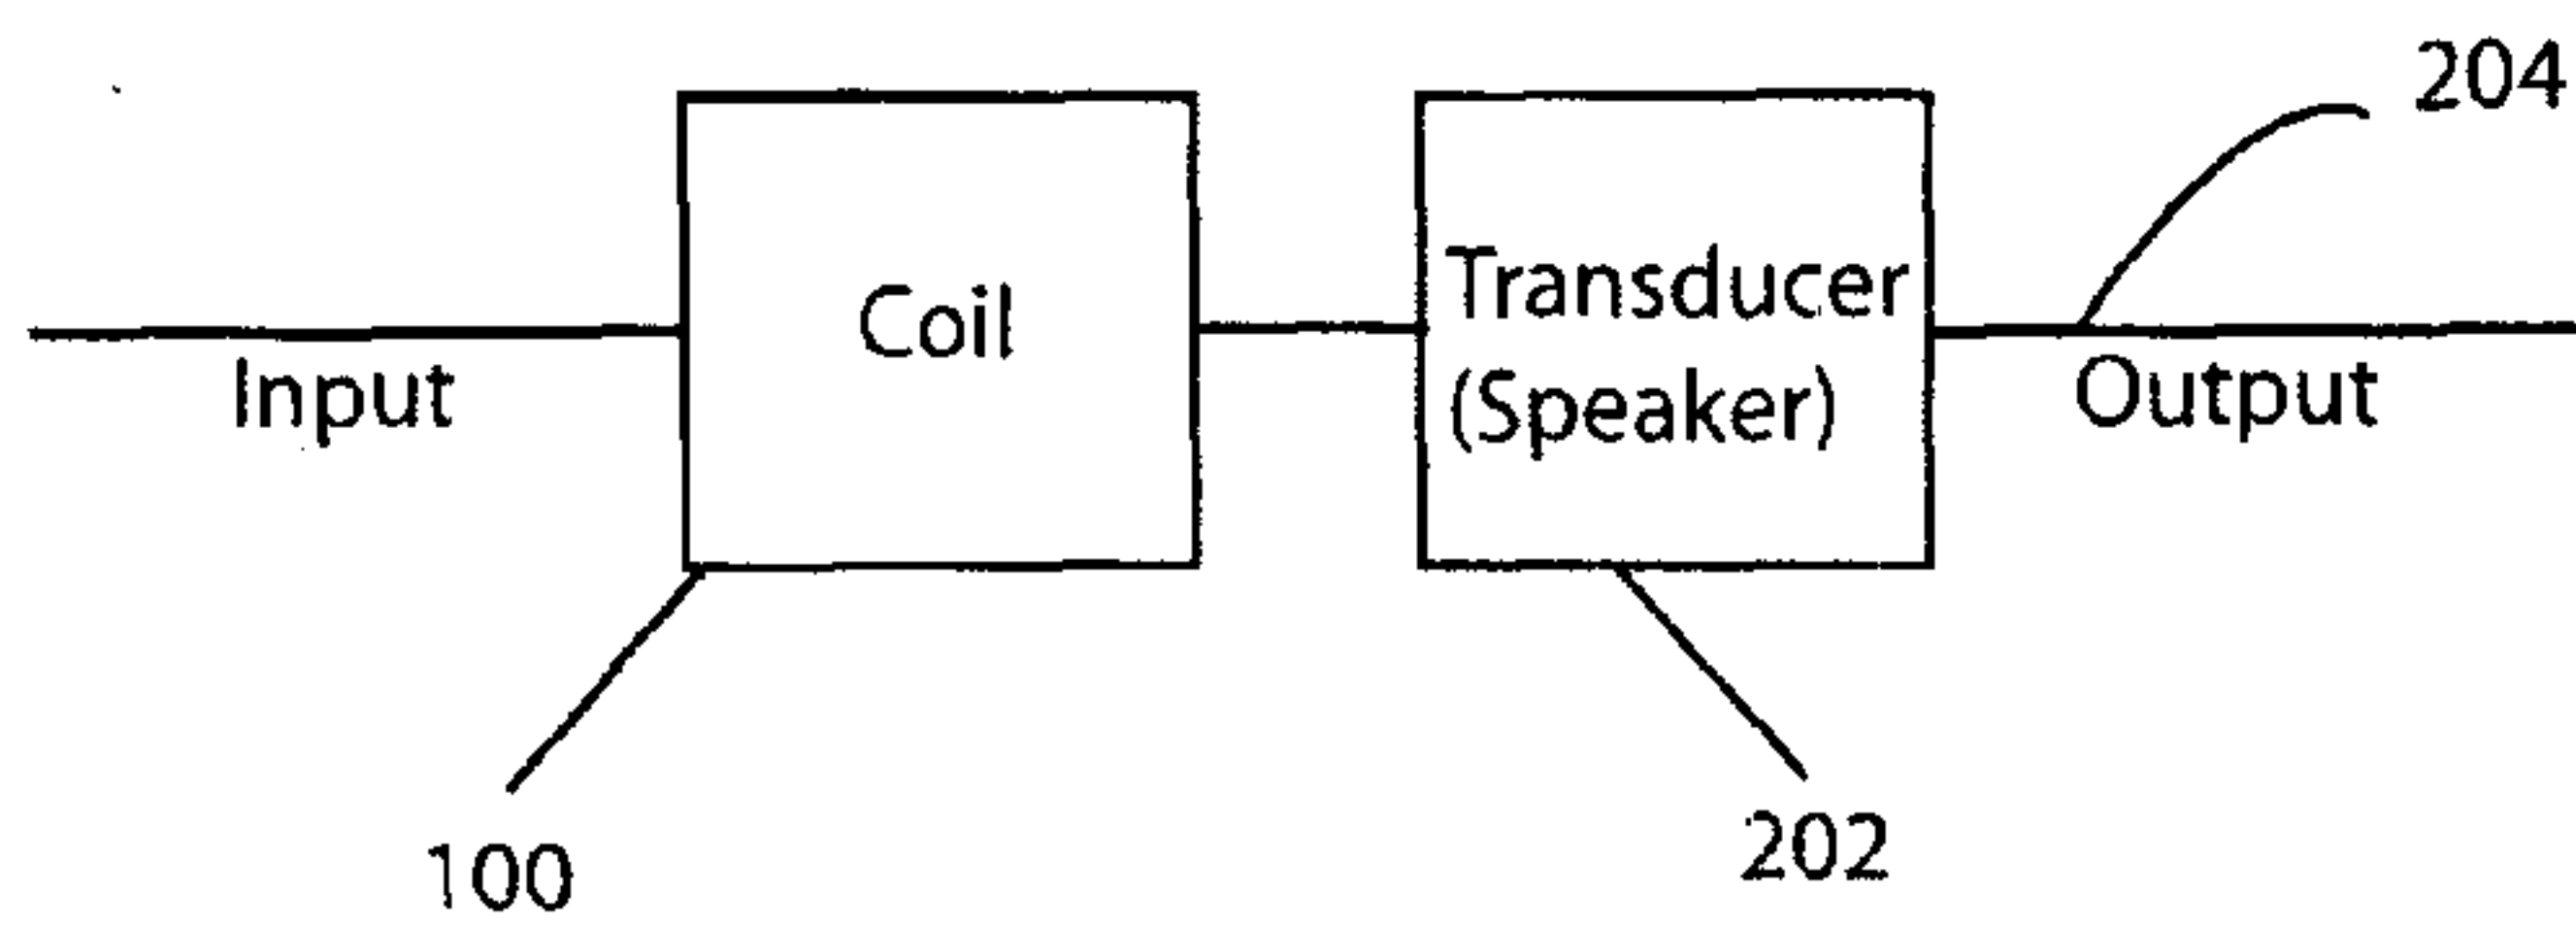 204
Coil
Transducer
(Speaker)
Input
Output
100
202